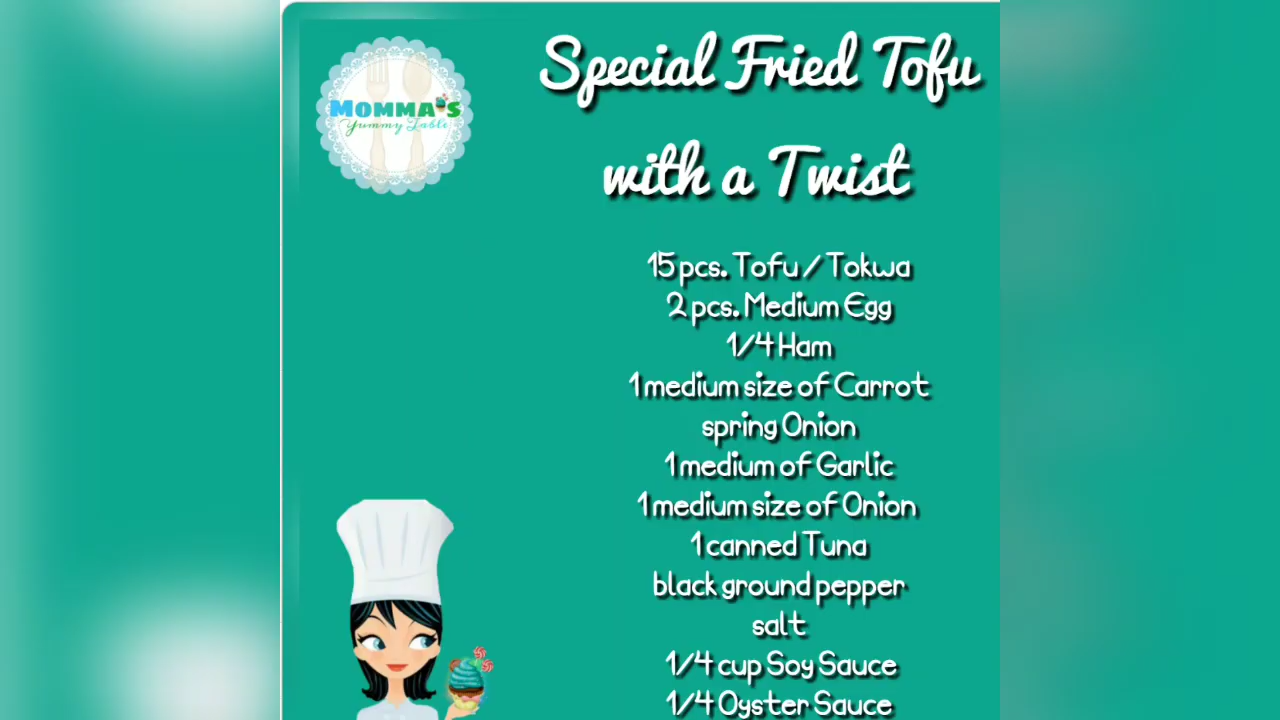 MOMMA'S
Yummy Table
Special Fried Tofu
with a Twist
15 pcs. Tofu / Tokwa
2 pcs. Medium Egg
1/4 Ham
1 medium size of Carrot
spring Onion
1 medium of Garlic
1 medium size of Onion
1 canned Tuna
black ground pepper
salt
1/4 cup Soy Sauce
1/4 Oyster Sauce